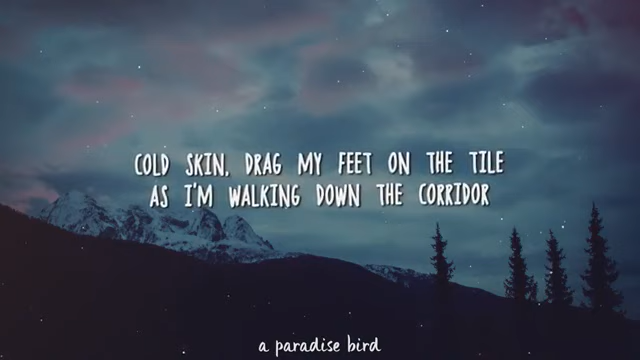 COLD SKIN, DRAG MY FEET ON THE TILE
AS I'M WALKING DOWN THE CORRIDOR
a paradise bird